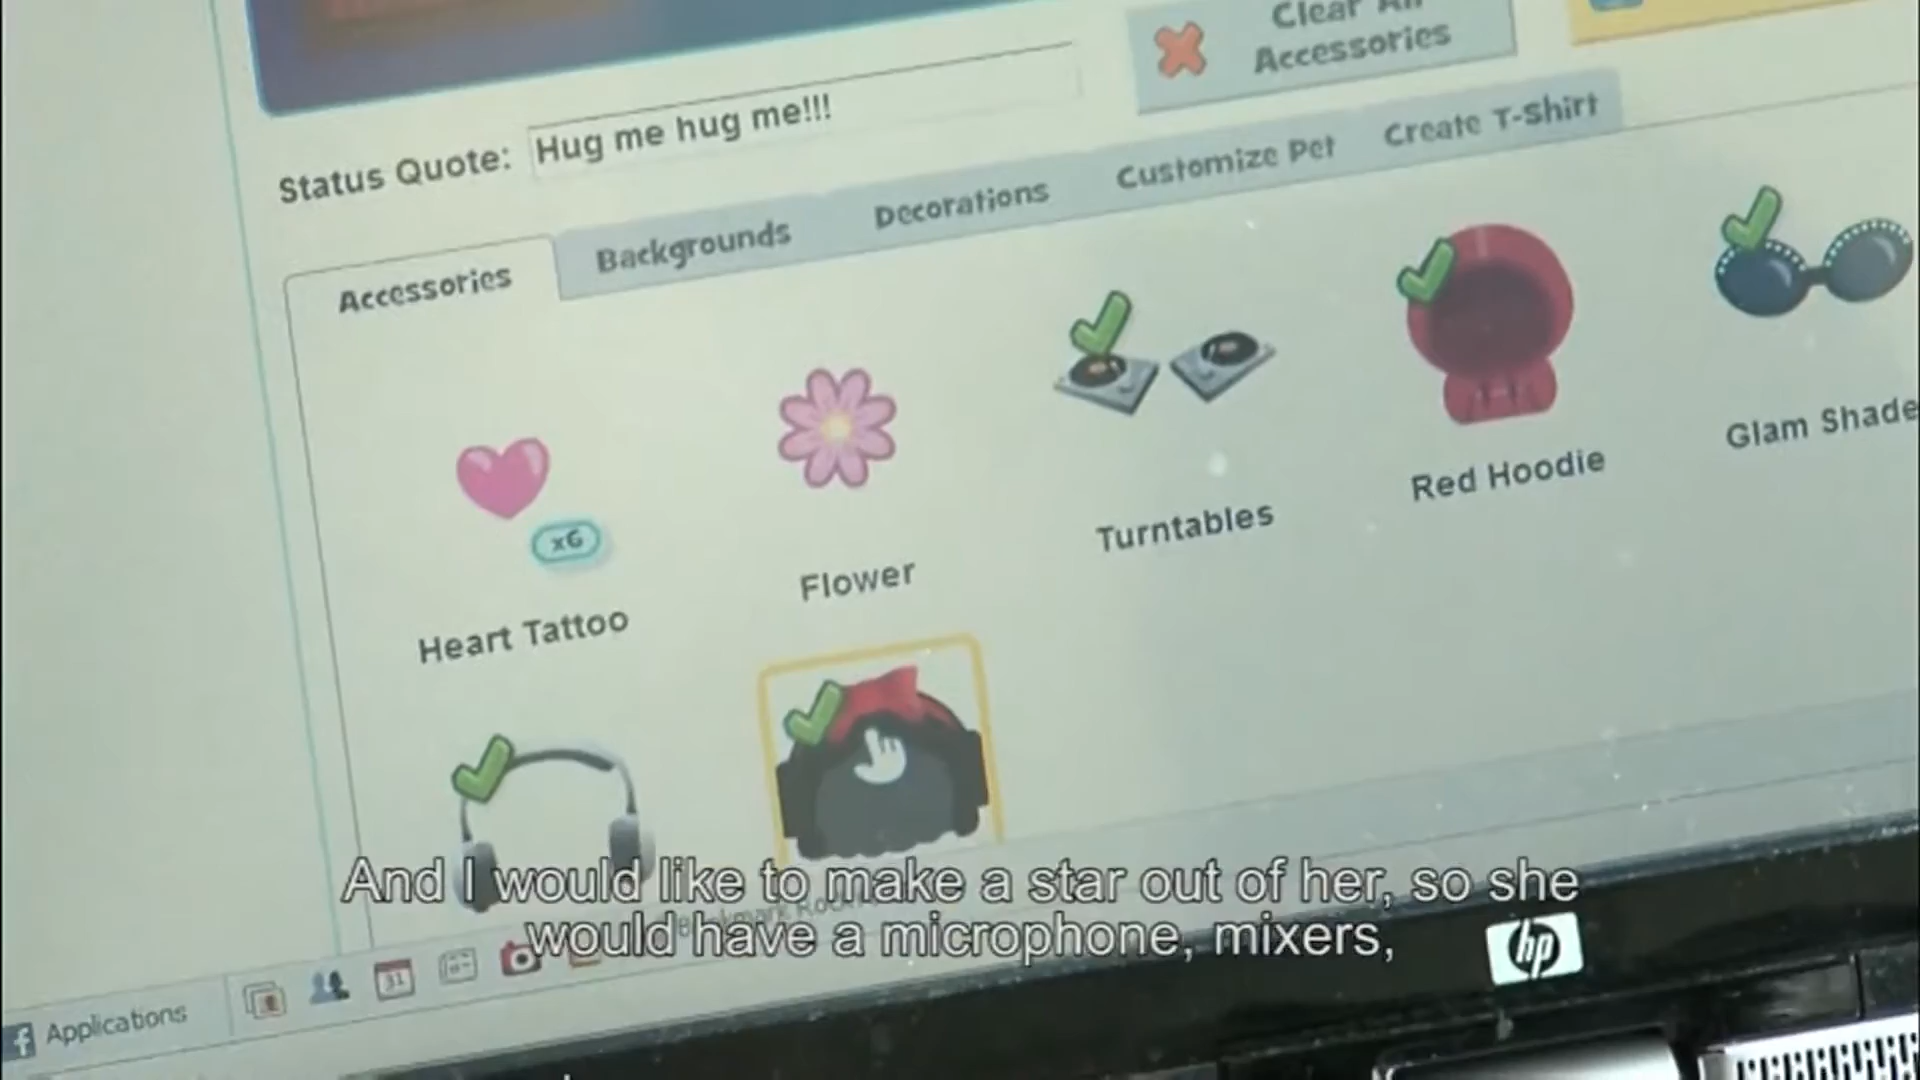 Clear All
Accessories
Status Quote: Hug me hug me!!!
Accessories
Backgrounds
Decorations
Customize Pet
Create T-Shirt
x6
Heart Tattoo
Flower
Turntables
Red Hoodie
Glam Shade
And I would like to make a star out of her, so she
would have a microphone, mixers,
hp
31
f Applications